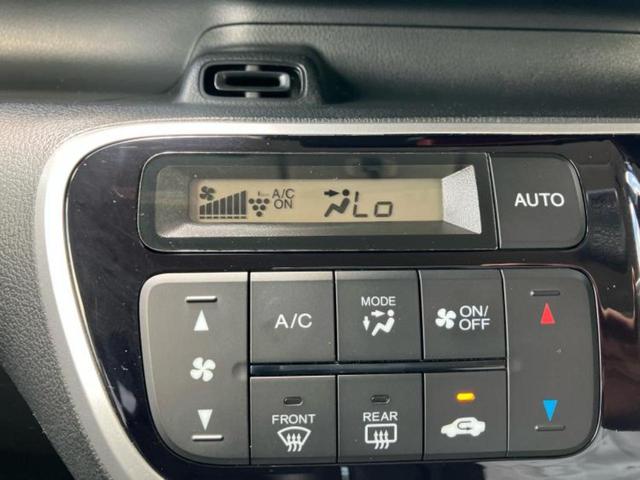 A/C
ON
Lo
AUTO
A/C
MODE
ON/
OFF
FRONT
REAR